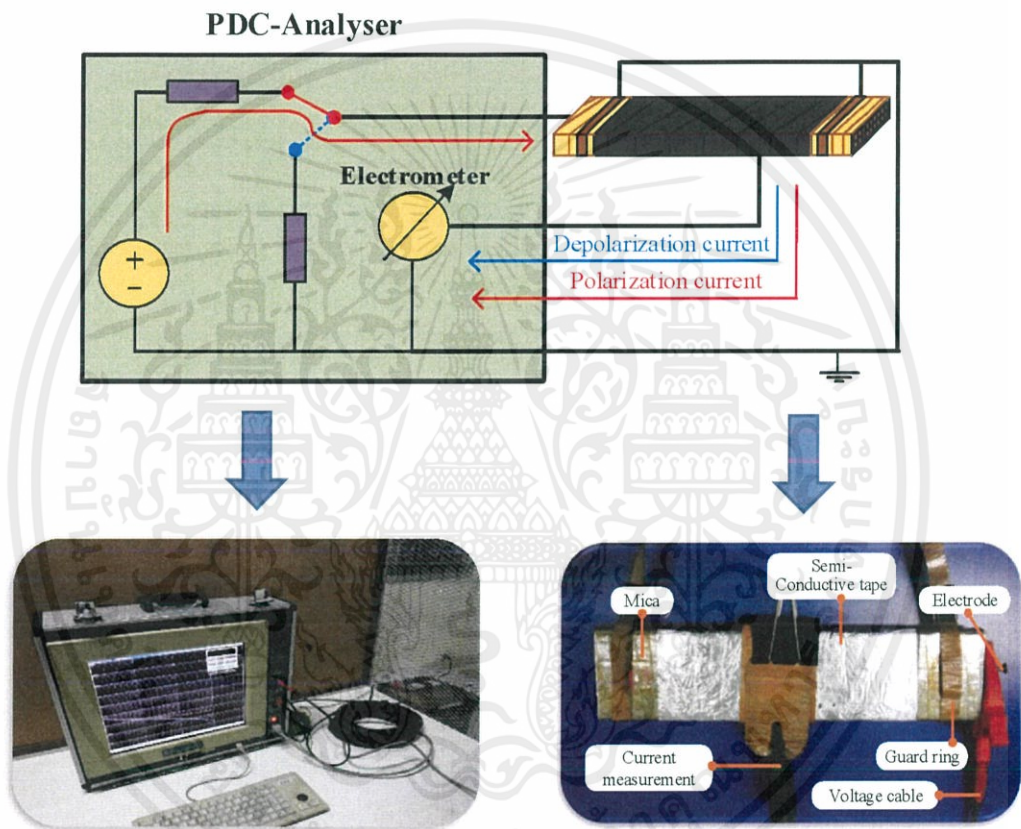 PDC-Analyser
Electrometer
+
-
Depolarization current
Polarization current
Mica
Semi-
Conductive tape
Electrode
Current
measurement
Guard ring
Voltage cable